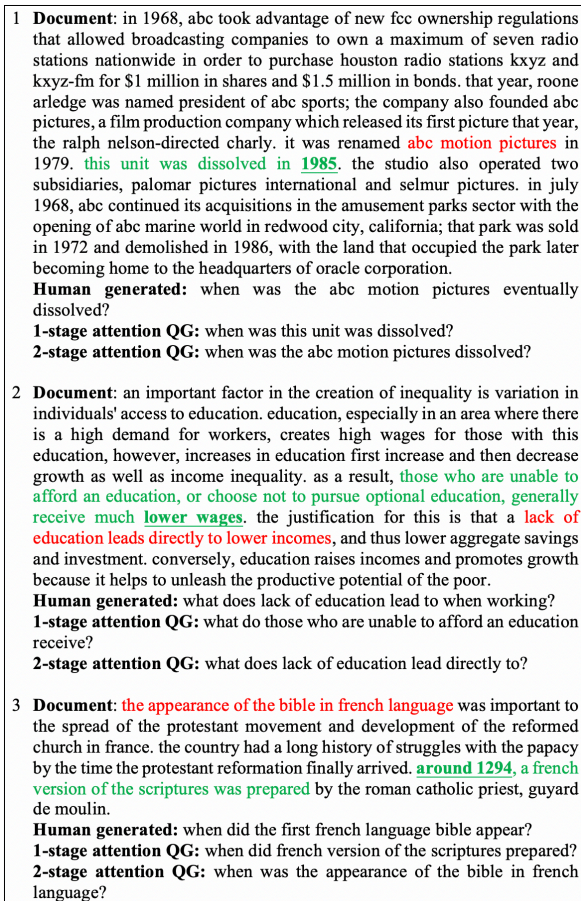 1 Document: in 1968, abc took advantage of new fcc ownership regulations
that allowed broadcasting companies to own a maximum of seven radio
stations nationwide in order to purchase houston radio stations kxyz and
kxyz-fm for $1 million in shares and $1.5 million in bonds. that year, roone
arledge was named president of abc sports; the company also founded abc
pictures, a film production company which released its first picture that year,
the ralph nelson-directed charly. it was renamed abc motion pictures in
1979. this unit was dissolved in 1985. the studio also operated two
subsidiaries, palomar pictures international and selmur pictures. in july
1968, abc continued its acquisitions in the amusement parks sector with the
opening of abc marine world in redwood city, california; that park was sold
in 1972 and demolished in 1986, with the land that occupied the park later
becoming home to the headquarters of oracle corporation.
Human generated: when was the abc motion pictures eventually
dissolved?
1-stage attention QG: when was this unit was dissolved?
2-stage attention QG: when was the abc motion pictures dissolved?
2 Document: an important factor in the creation of inequality is variation in
individuals' access to education. education, especially in an area where there
is a high demand for workers, creates high wages for those with this
education, however, increases in education first increase and then decrease
growth as well as income inequality. as a result, those who are unable to
afford an education, or choose not to pursue optional education, generally
receive much lower wages. the justification for this is that a lack of
education leads directly to lower incomes, and thus lower aggregate savings
and investment. conversely, education raises incomes and promotes growth
because it helps to unleash the productive potential of the poor.
Human generated: what does lack of education lead to when working?
1-stage attention QG: what do those who are unable to afford an education
receive?
2-stage attention QG: what does lack of education lead directly to?
3 Document: the appearance of the bible in french language was important to
the spread of the protestant movement and development of the reformed
church in france. the country had a long history of struggles with the papacy
by the time the protestant reformation finally arrived. around 1294, a french
version of the scriptures was prepared by the roman catholic priest, guyard
de moulin.
Human generated: when did the first french language bible appear?
1-stage attention QG: when did french version of the scriptures prepared?
2-stage attention QG: when was the appearance of the bible in french
language?